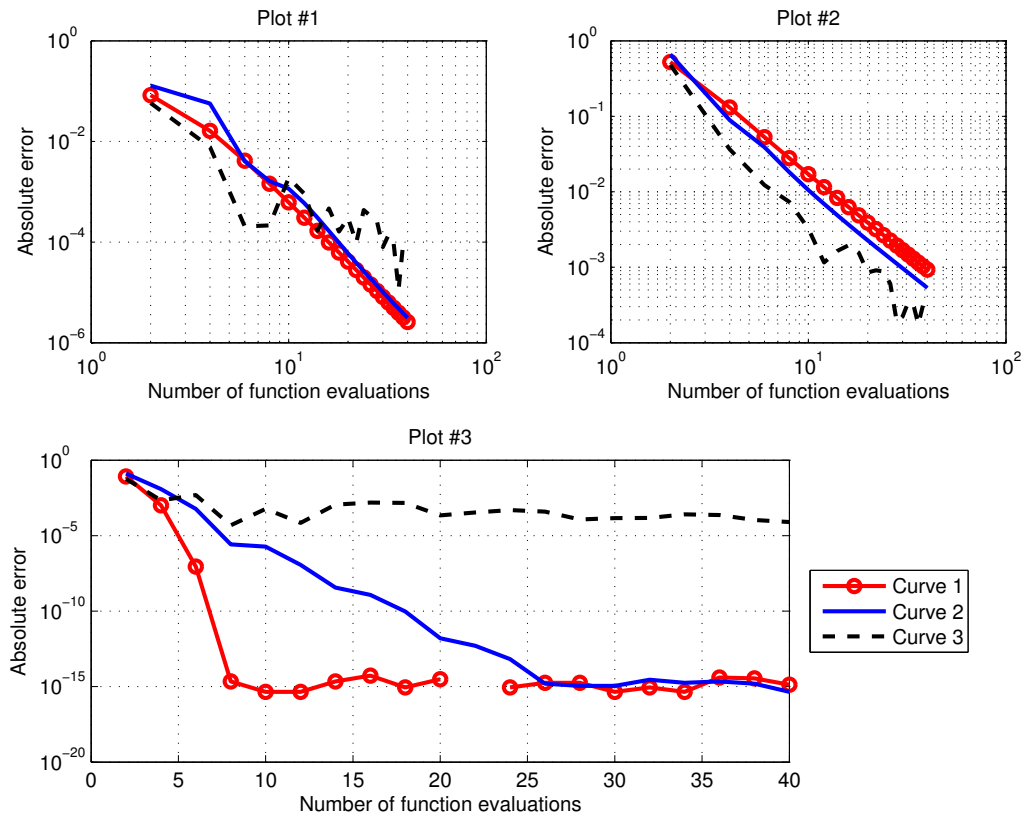 Plot #1
10^0
10^−2
10^−4
10^−6
Absolute error
10^0
10^1
10^2
Number of function evaluations
Plot #2
10^0
10^−1
10^−2
10^−3
10^−4
Absolute error
10^0
10^1
10^2
Number of function evaluations
Plot #3
10^0
10^−5
10^−10
10^−15
10^−20
Absolute error
0
5
10
15
20
25
30
35
40
Number of function evaluations
Curve 1
Curve 2
Curve 3